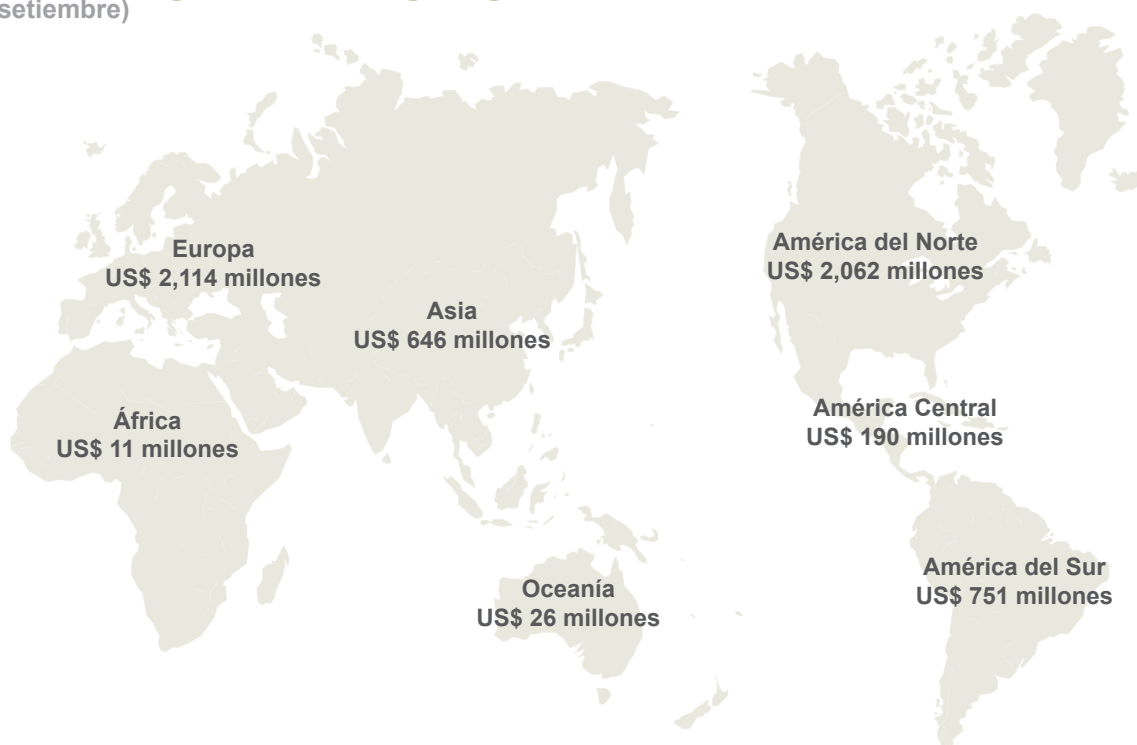 setiembre)
Europa
US$ 2,114 millones
Asia
US$ 646 millones
África
US$ 11 millones
Oceanía
US$ 26 millones
América del Norte
US$ 2,062 millones
América Central
US$ 190 millones
América del Sur
US$ 751 millones